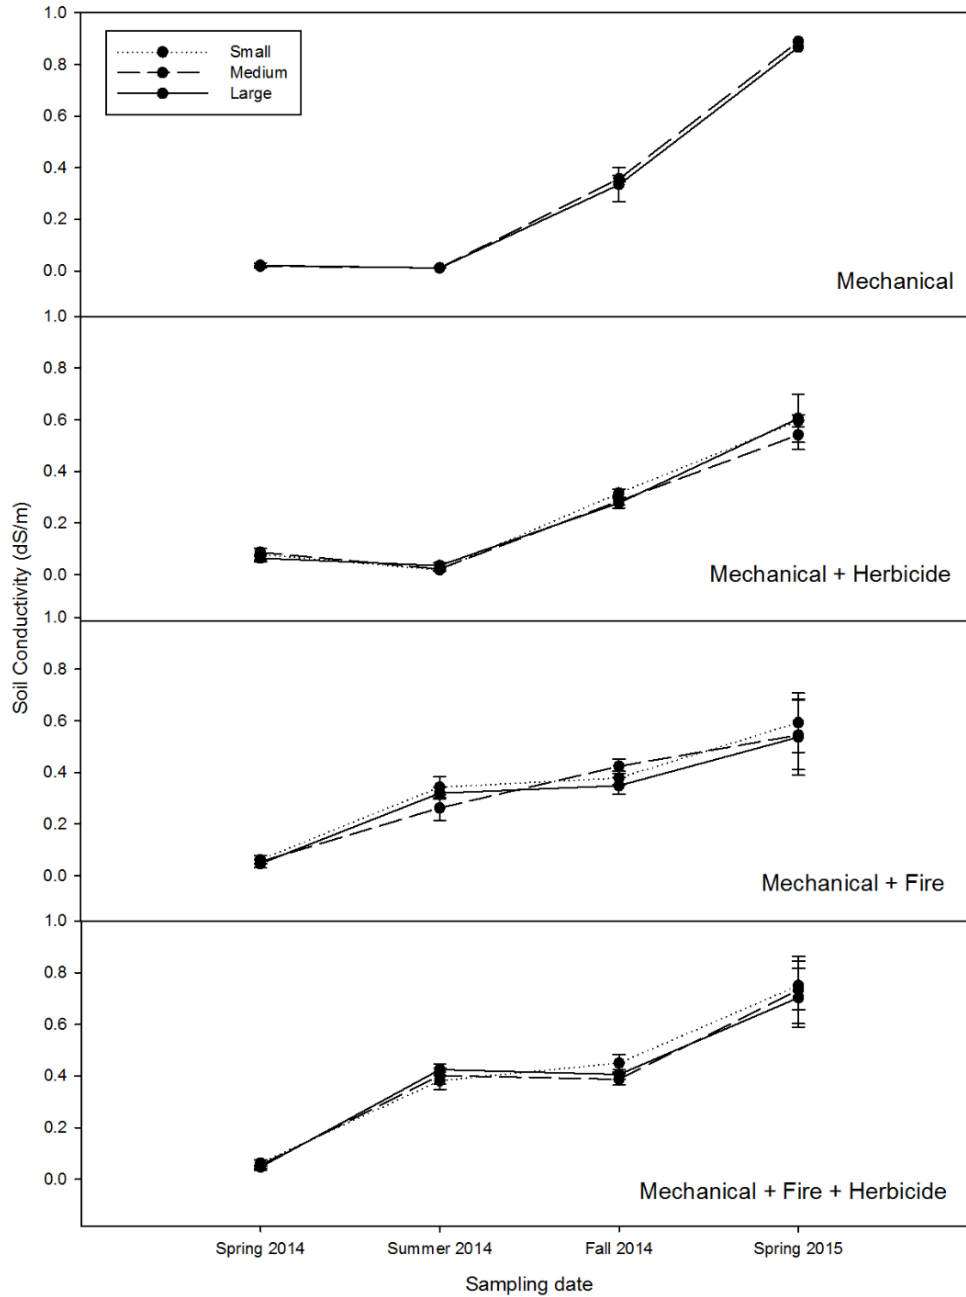 1.0
0.8
0.6
0.4
0.2
0.0
Small
Medium
Large
Mechanical
1.0
0.8
0.6
0.4
0.2
0.0
Mechanical + Herbicide
1.0
0.8
0.6
0.4
0.2
0.0
Mechanical + Fire
1.0
0.8
0.6
0.4
0.2
0.0
Mechanical + Fire + Herbicide
Soil Conductivity (dS/m)
Spring 2014 Summer 2014 Fall 2014 Spring 2015
Sampling date